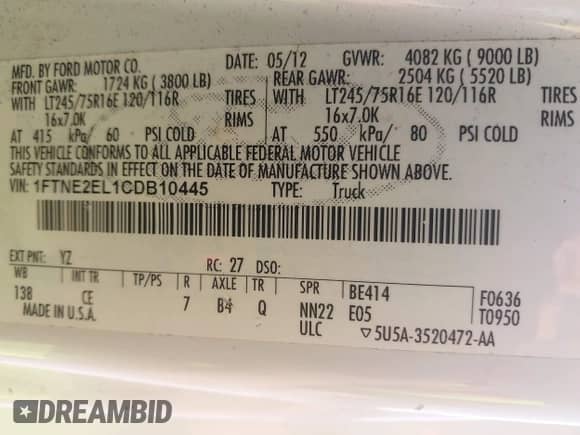 MFD. BY FORD MOTOR CO. DATE: 05/12 GVWR: 4082 KG ( 9000 LB)
FRONT GAWR: 1724 KG ( 3800 LB) REAR GAWR: 2504 KG ( 5520 LB)
WITH LT245/75R16E 120/116R TIRES WITH LT245/75R16E 120/116R TIRES
16x7.0K RIMS 16x7.0K RIMS
AT 415 kPa/ 60 PSI COLD AT 550 kPa/ 80 PSI COLD
THIS VEHICLE CONFORMS TO ALL APPLICABLE FEDERAL MOTOR VEHICLE
SAFETY STANDARDS IN EFFECT ON THE DATE OF MANUFACTURE SHOWN ABOVE.
VIN: 1FTNE2EL1CDB10445 TYPE: Truck
EXT PNT: YZ RC: 27 DSO:
WB INT TR TP/PS R AXLE TR SPR BE414 F0636
138 CE 7 B4 Q NN22 E05 T0950
MADE IN U.S.A. ULC ▽5U5A-3520472-AA
DREAMBID